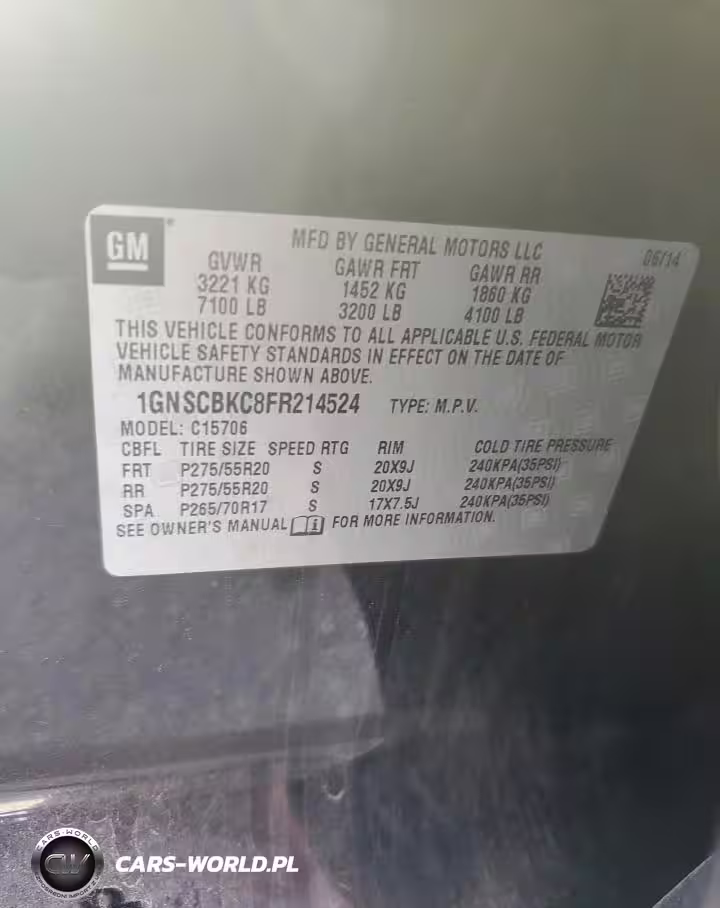 GM
MFD BY GENERAL MOTORS LLC
06/14
GVWR GAWR FRT GAWR RR
3221 KG 1452 KG 1860 KG
7100 LB 3200 LB 4100 LB
THIS VEHICLE CONFORMS TO ALL APPLICABLE U.S. FEDERAL MOTOR
VEHICLE SAFETY STANDARDS IN EFFECT ON THE DATE OF
MANUFACTURE SHOWN ABOVE.
1GNSCBKC8FR214524 TYPE: M.P.V.
MODEL: C15706
CBFL TIRE SIZE SPEED RTG RIM COLD TIRE PRESSURE
FRT P275/55R20 S 20X9J 240KPA(35PSI)
RR P275/55R20 S 20X9J 240KPA(35PSI)
SPA P265/70R17 S 17X7.5J 240KPA(35PSI)
SEE OWNER'S MANUAL FOR MORE INFORMATION.
CARS-WORLD
CARS-WORLD.PL